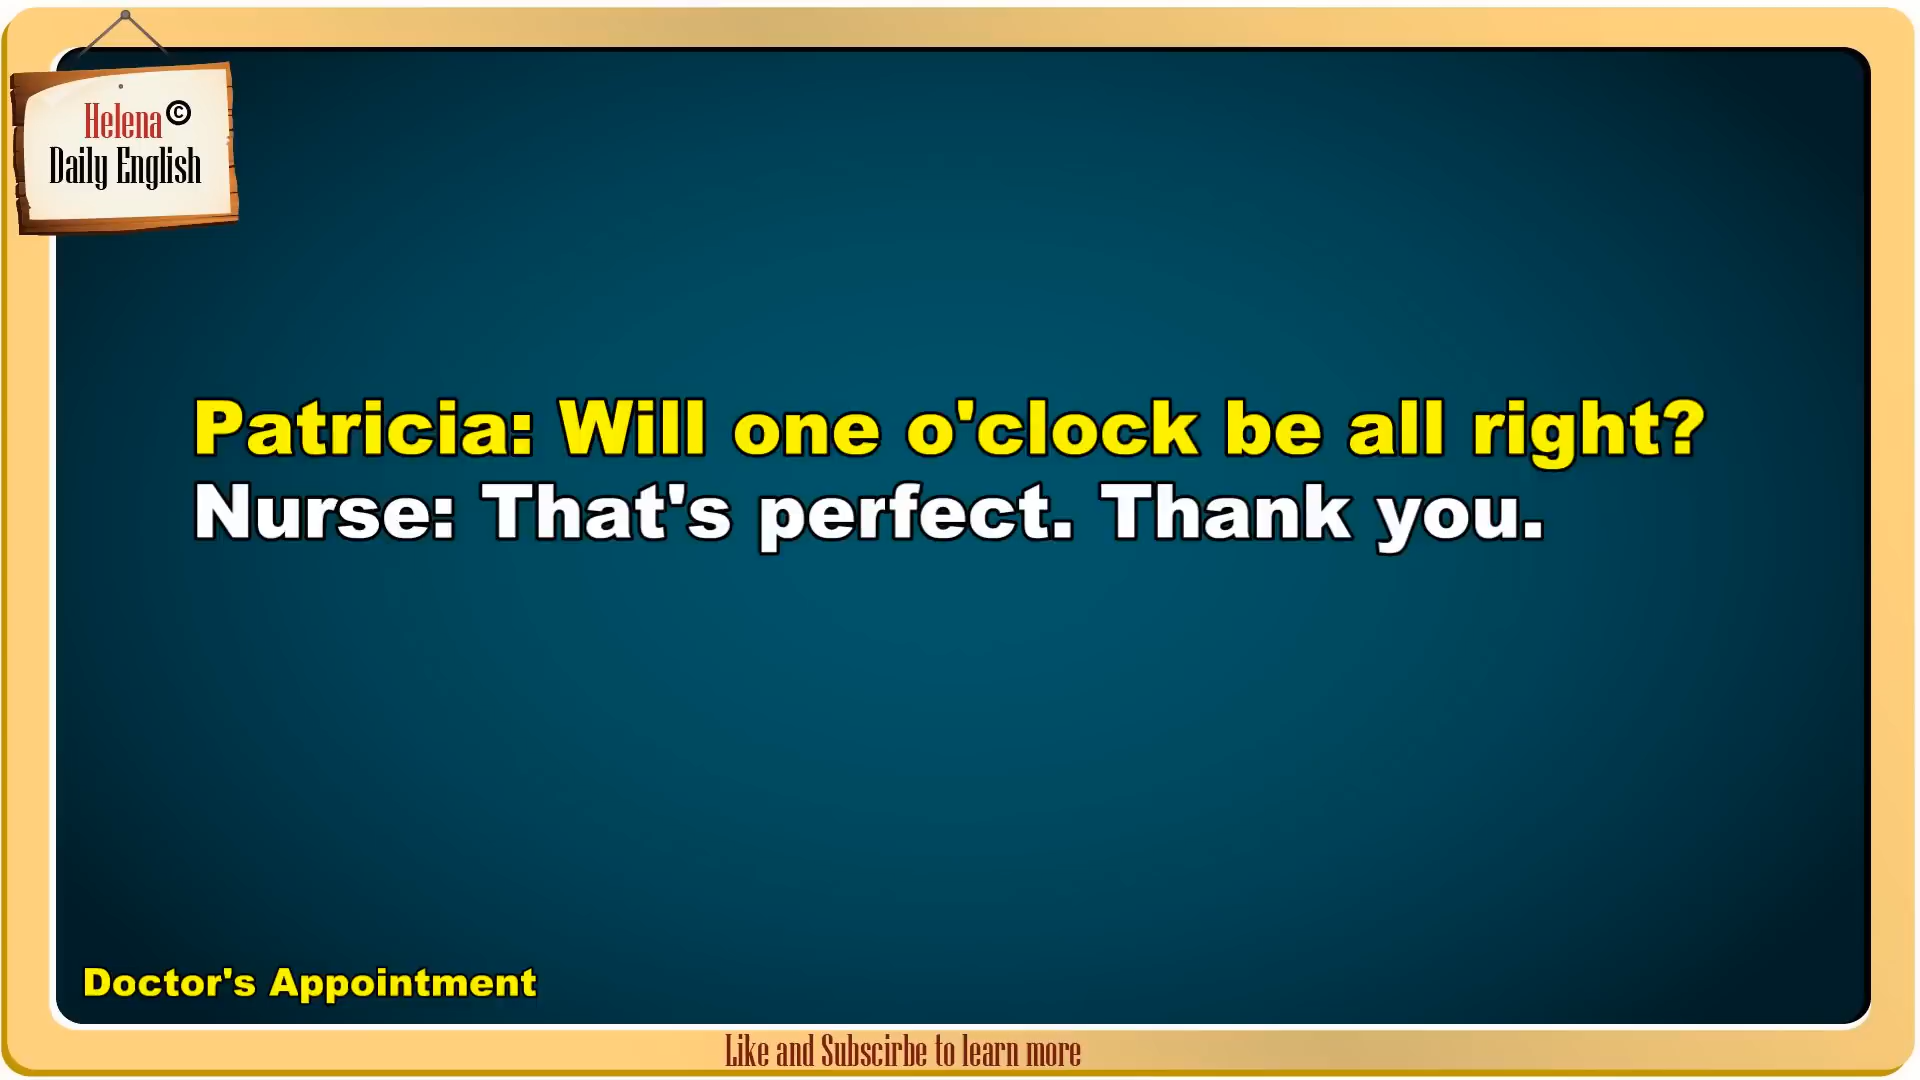 Helena ©
Daily English
Patricia: Will one o'clock be all right?
Nurse: That's perfect. Thank you.
Doctor's Appointment
Like and Subscirbe to learn more